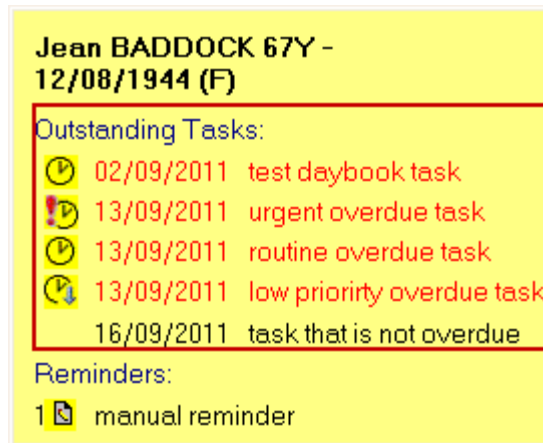 Jean BADDOCK 67Y -
12/08/1944 (F)
Outstanding Tasks:
02/09/2011 test daybook task
13/09/2011 urgent overdue task
13/09/2011 routine overdue task
13/09/2011 low priorirty overdue task
16/09/2011 task that is not overdue
Reminders:
1 manual reminder